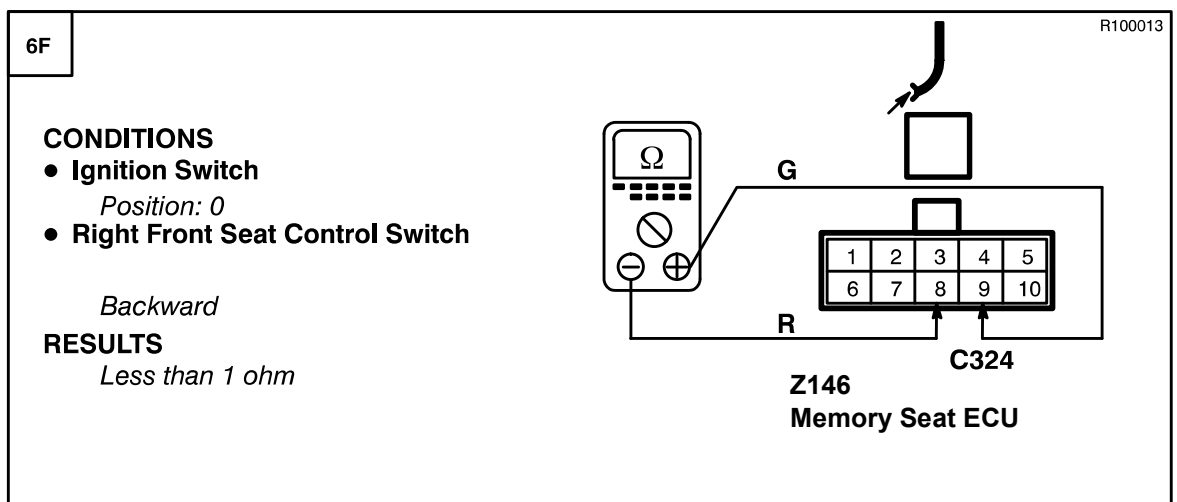 6F
R100013
CONDITIONS
● Ignition Switch
Position: 0
● Right Front Seat Control Switch
Backward
RESULTS
Less than 1 ohm
Ω
− +
G
R
1 2 3 4 5
6 7 8 9 10
C324
Z146
Memory Seat ECU